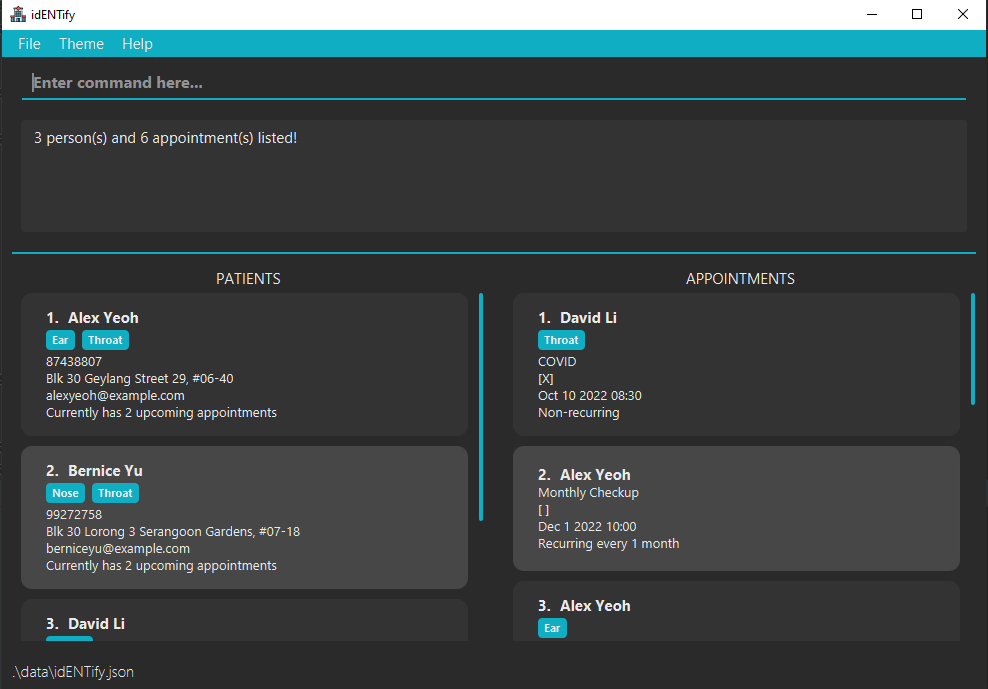 idENTify
File Theme Help
Enter command here...
3 person(s) and 6 appointment(s) listed!
PATIENTS
1. Alex Yeoh
Ear Throat
87438807
Blk 30 Geylang Street 29, #06-40
alexyeoh@example.com
Currently has 2 upcoming appointments
2. Bernice Yu
Nose Throat
99272758
Blk 30 Lorong 3 Serangoon Gardens, #07-18
berniceyu@example.com
Currently has 2 upcoming appointments
3. David Li
APPOINTMENTS
1. David Li
Throat
COVID
[X]
Oct 10 2022 08:30
Non-recurring
2. Alex Yeoh
Monthly Checkup
[ ]
Dec 1 2022 10:00
Recurring every 1 month
3. Alex Yeoh
Ear
.\data\idENTify.json